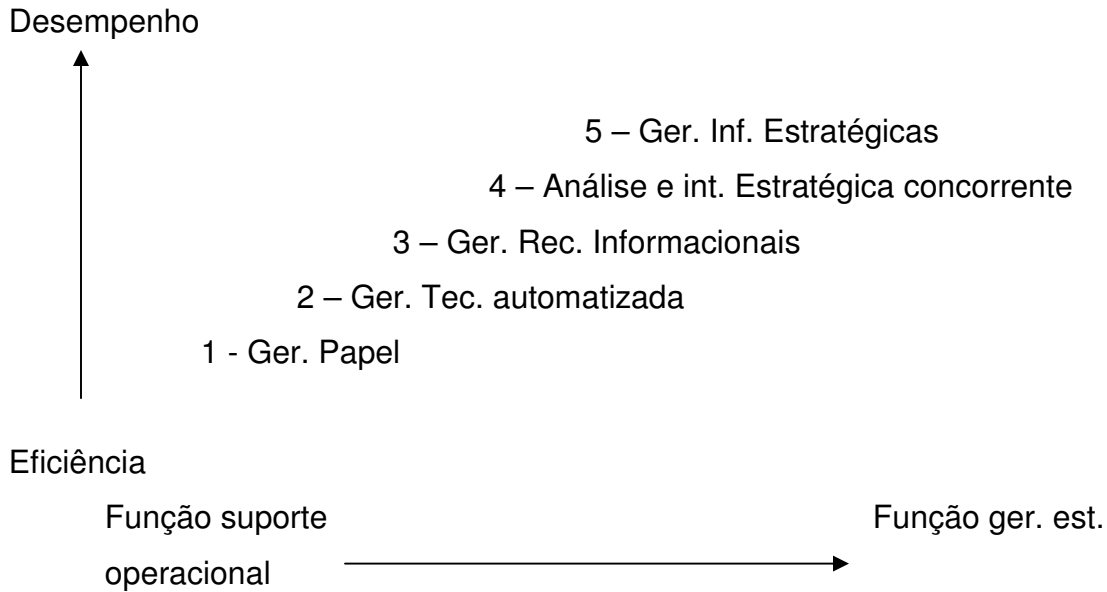 Desempenho
5 – Ger. Inf. Estratégicas
4 – Análise e int. Estratégica concorrente
3 – Ger. Rec. Informacionais
2 – Ger. Tec. automatizada
1 - Ger. Papel
Eficiência
Função suporte Função ger. est.
operacional